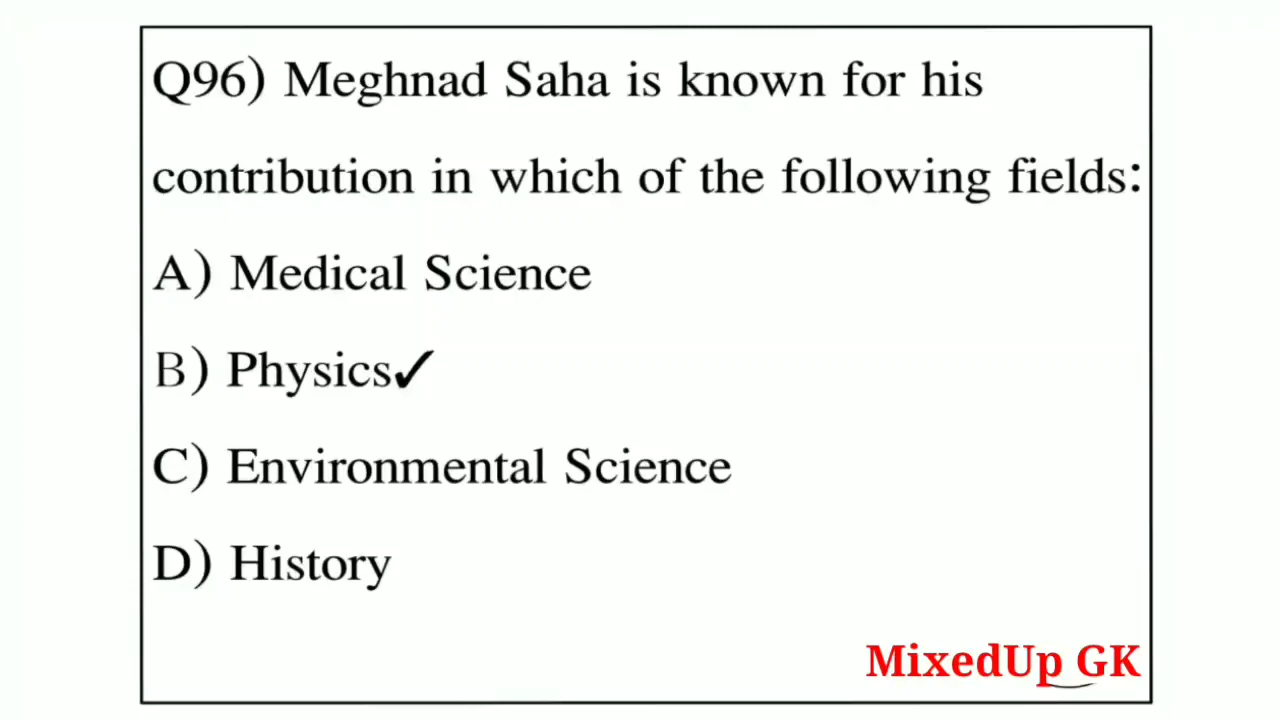 Q96) Meghnad Saha is known for his
contribution in which of the following fields:
A) Medical Science
B) Physics✓
C) Environmental Science
D) History
MixedUp GK